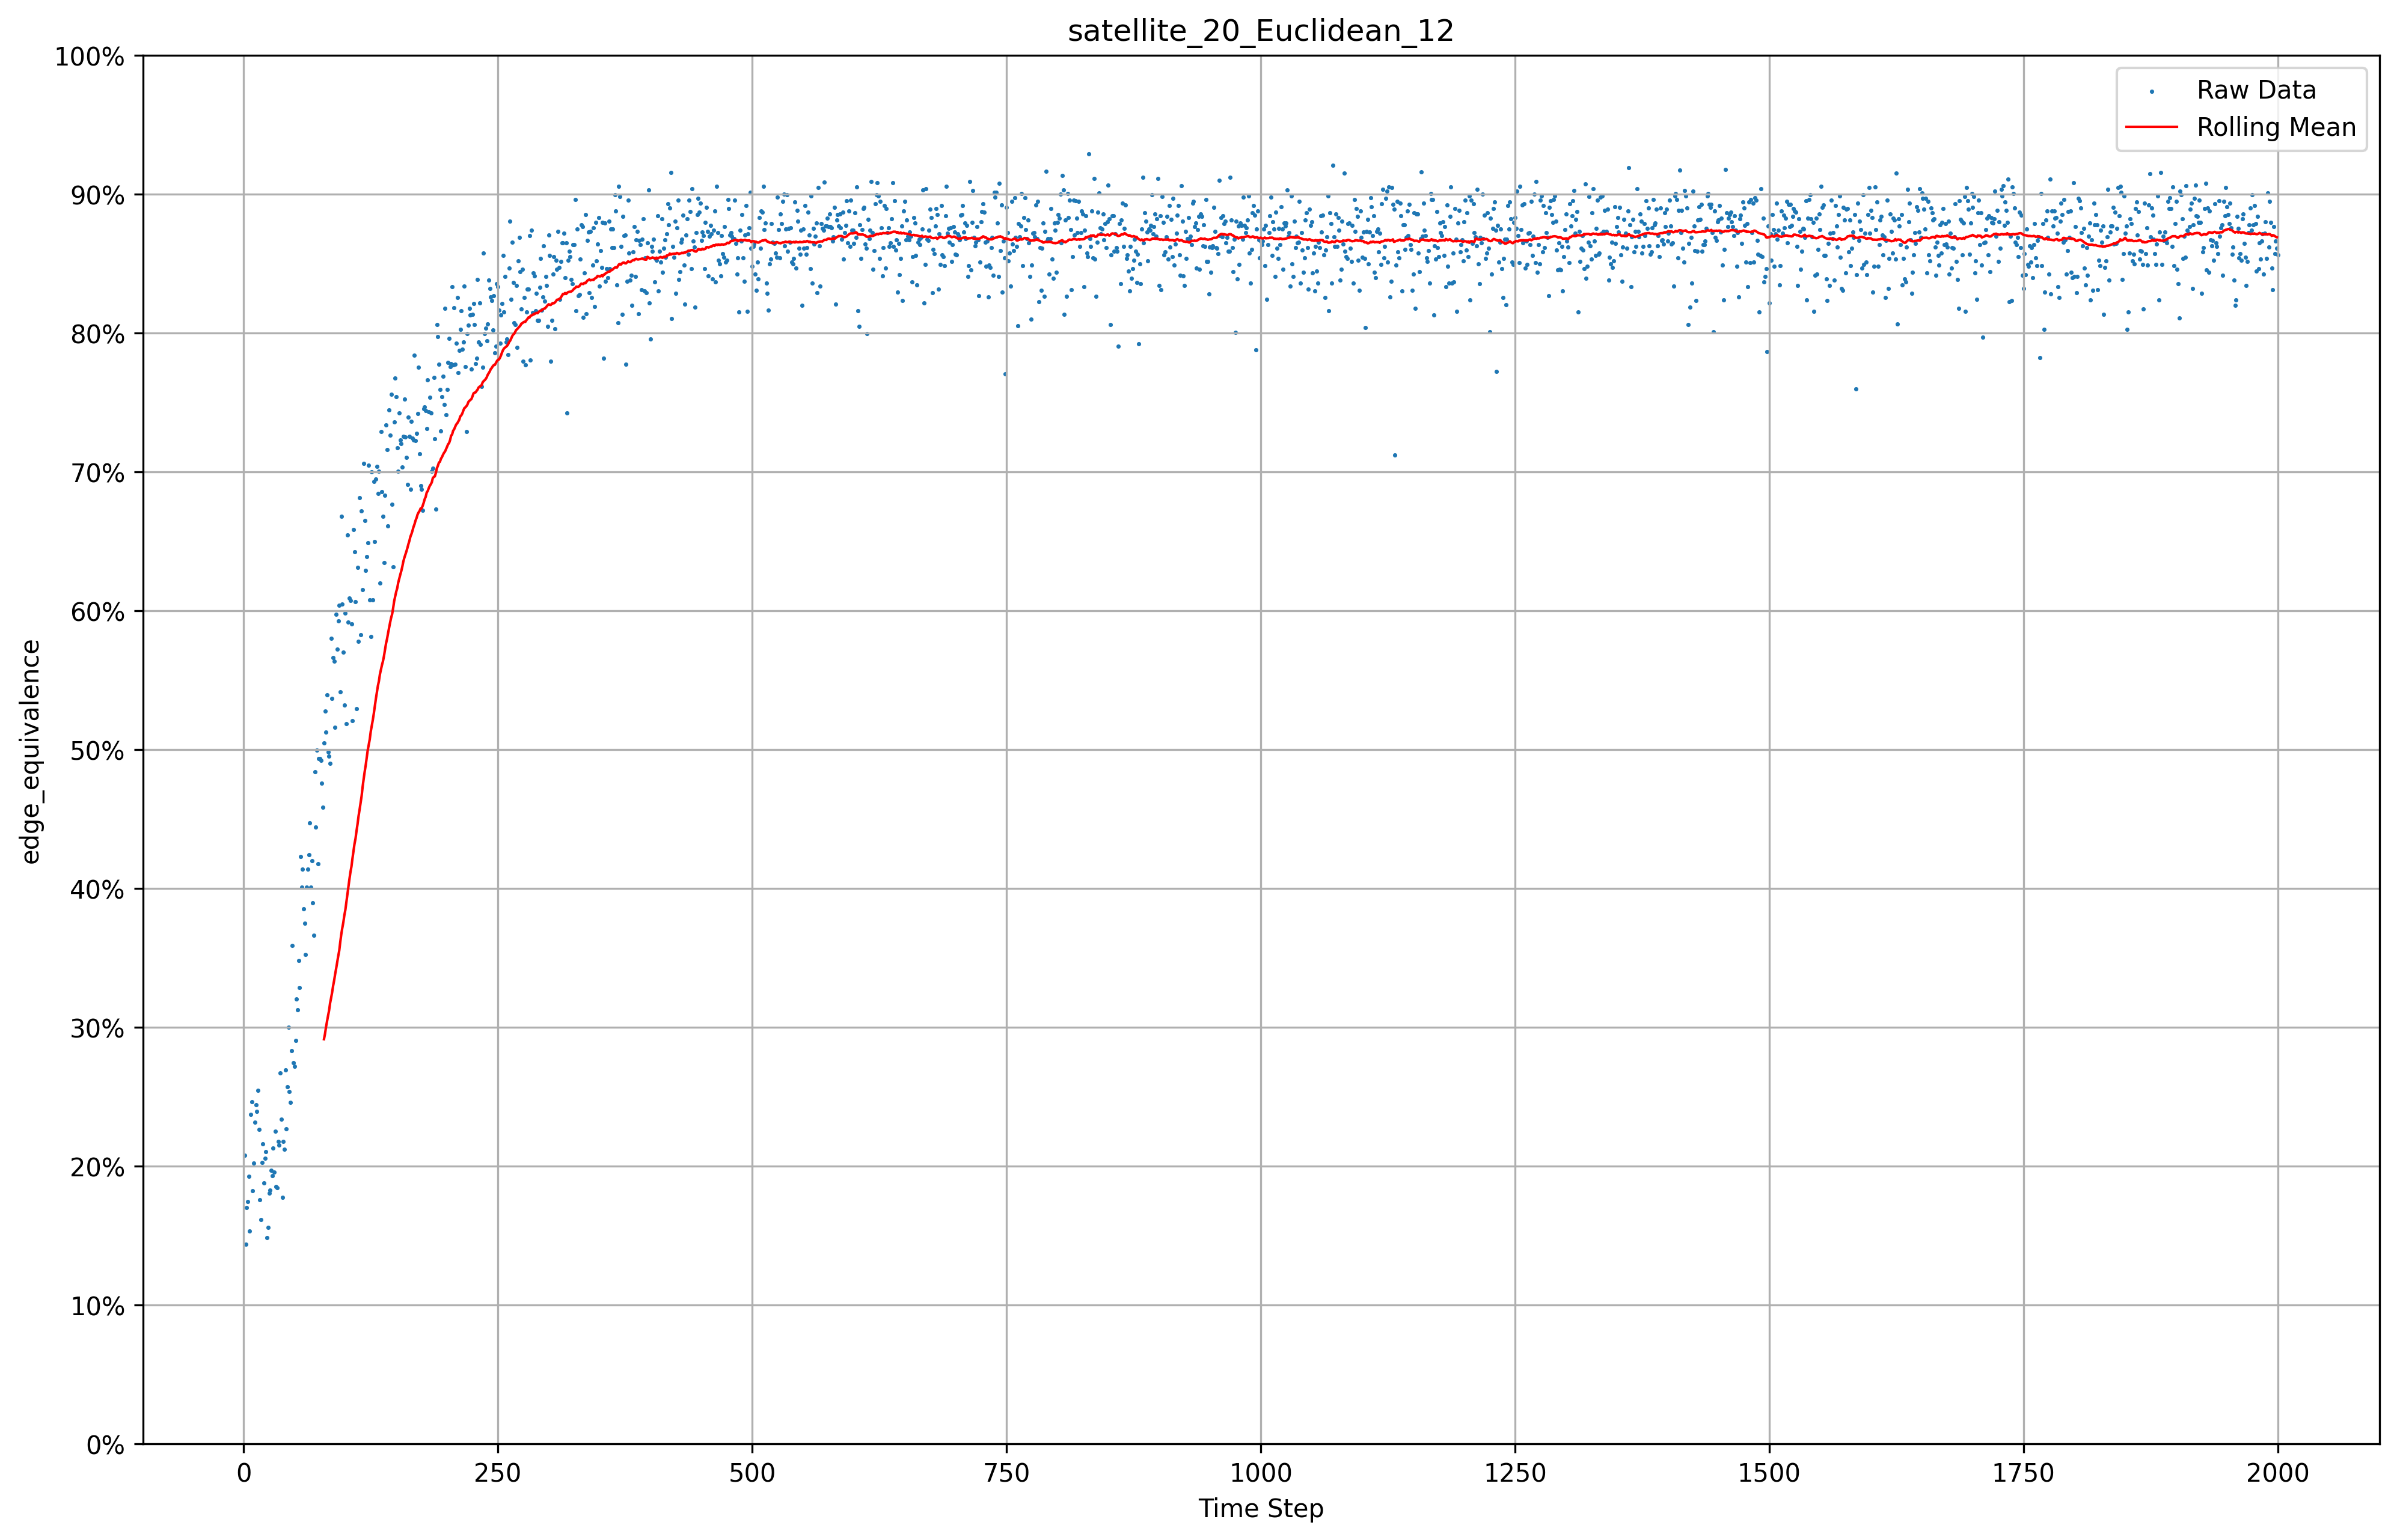 satellite_20_Euclidean_12
Raw Data
Rolling Mean
100%
90%
80%
70%
60%
50%
40%
30%
20%
10%
0%
edge_equivalence
0 250 500 750 1000 1250 1500 1750 2000
Time Step